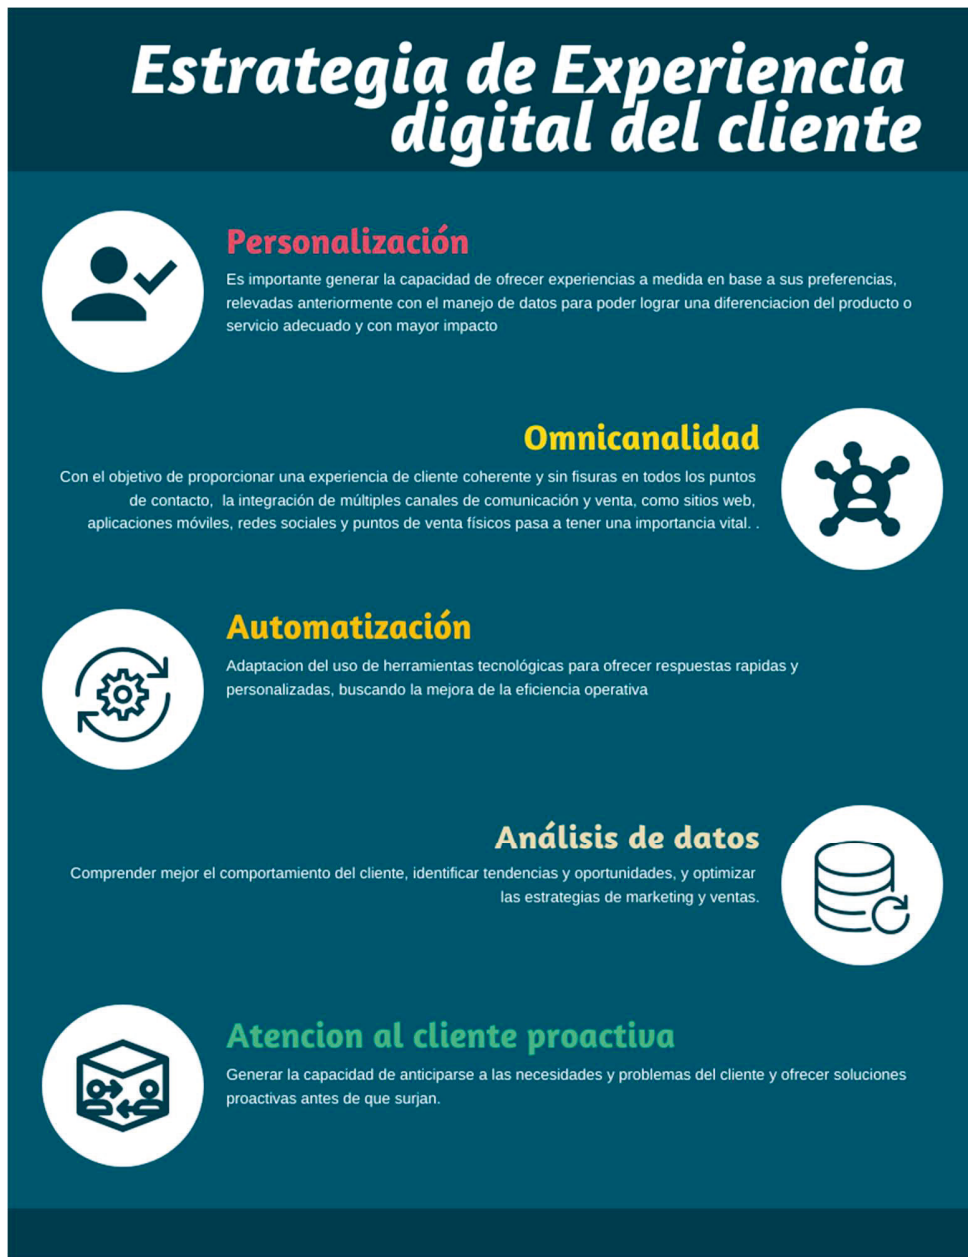 Estrategia de Experiencia
digital del cliente
Personalización
Es importante generar la capacidad de ofrecer experiencias a medida en base a sus preferencias,
relevadas anteriormente con el manejo de datos para poder lograr una diferenciacion del producto o
servicio adecuado y con mayor impacto
Omnicanalidad
Con el objetivo de proporcionar una experiencia de cliente coherente y sin fisuras en todos los puntos
de contacto,  la integración de múltiples canales de comunicación y venta, como sitios web,
aplicaciones móviles, redes sociales y puntos de venta físicos pasa a tener una importancia vital. .
Automatización
Adaptacion del uso de herramientas tecnológicas para ofrecer respuestas rapidas y
personalizadas, buscando la mejora de la eficiencia operativa
Análisis de datos
Comprender mejor el comportamiento del cliente, identificar tendencias y oportunidades, y optimizar
las estrategias de marketing y ventas.
Atencion al cliente proactiva
Generar la capacidad de anticiparse a las necesidades y problemas del cliente y ofrecer soluciones
proactivas antes de que surjan.